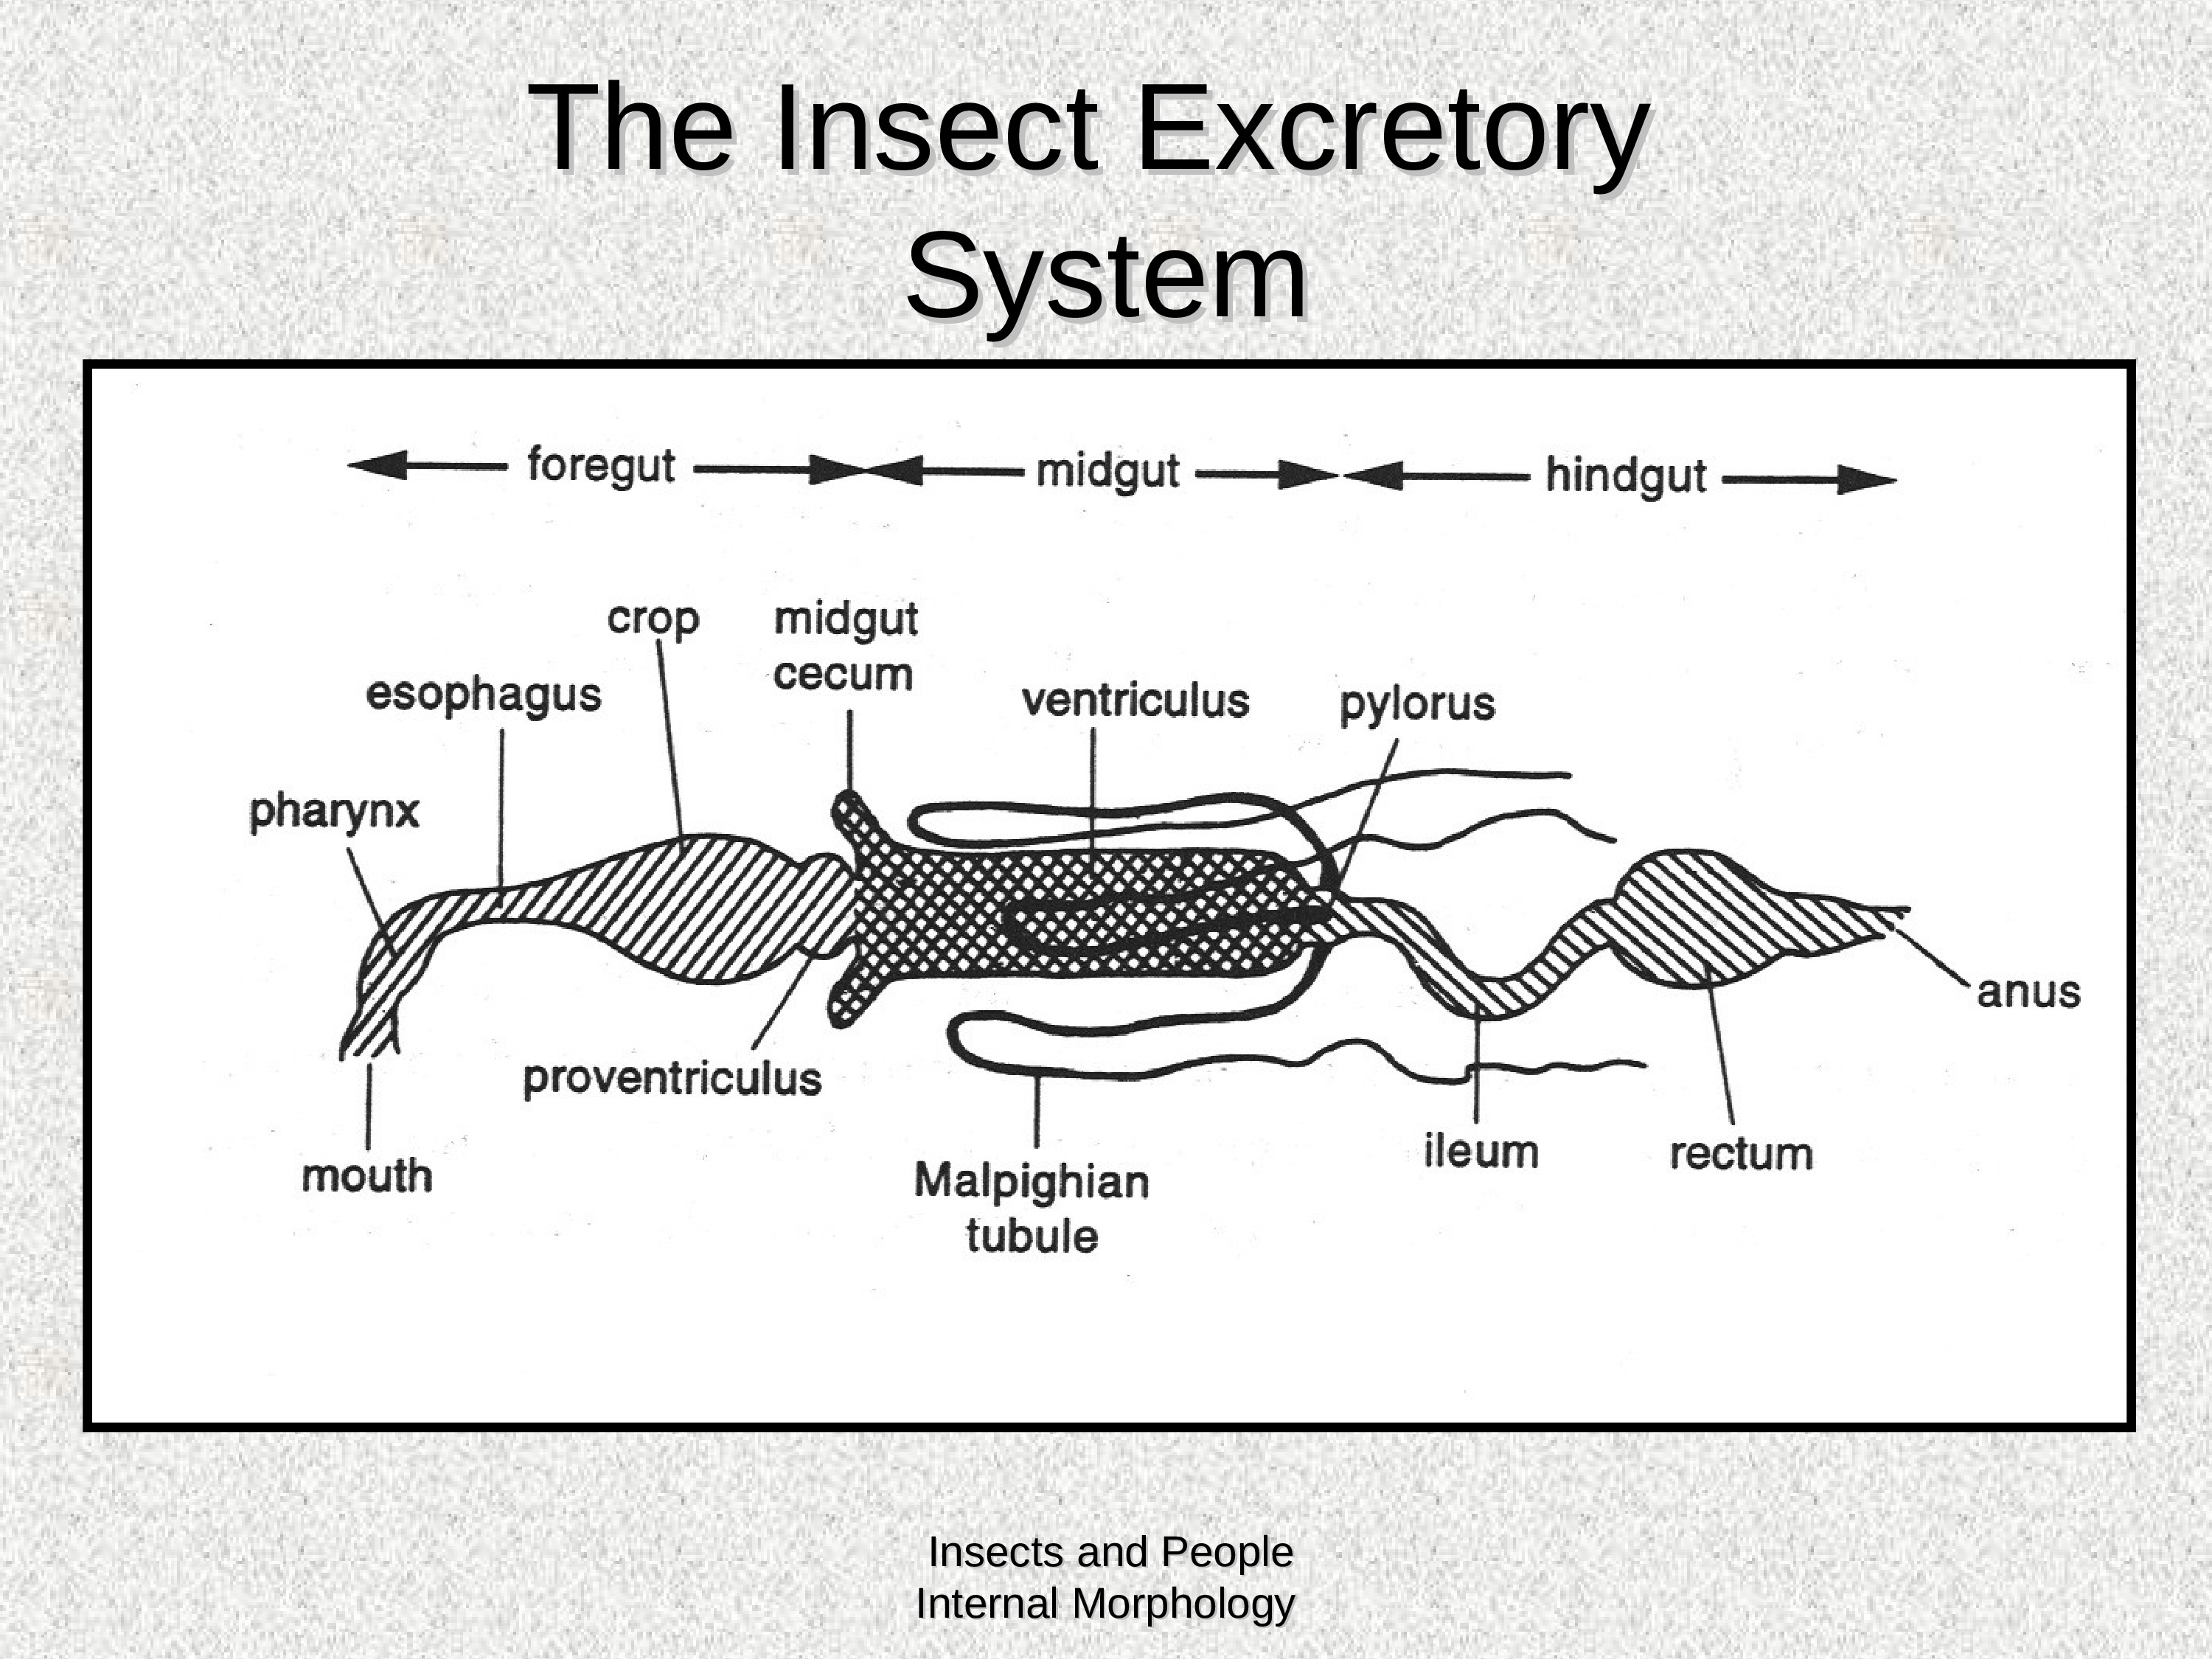 The Insect Excretory
System
foregut
midgut
hindgut
crop
midgut
cecum
esophagus
ventriculus
pylorus
pharynx
anus
proventriculus
mouth
Malpighian
tubule
ileum
rectum
Insects and People
Internal Morphology